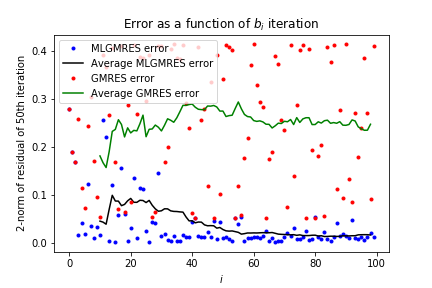 Error as a function of b_i iteration
MLGMRES error
Average MLGMRES error
GMRES error
Average GMRES error
2-norm of residual of 50th iteration
0.4
0.3
0.2
0.1
0.0
0 20 40 60 80 100
i